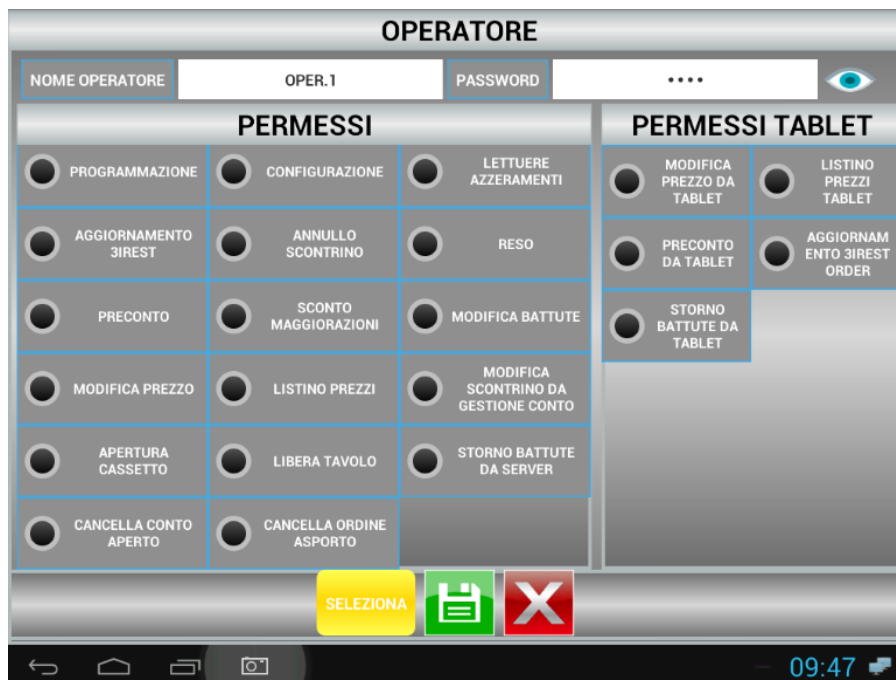 OPERATORE
NOME OPERATORE
OPER.1
PASSWORD
••••
PERMESSI
PROGRAMMAZIONE
CONFIGURAZIONE
LETTUERE
AZZERAMENTI
AGGIORNAMENTO
3IREST
ANNULLO
SCONTRINO
RESO
PRECONTO
SCONTO
MAGGIORAZIONI
MODIFICA BATTUTE
MODIFICA PREZZO
LISTINO PREZZI
MODIFICA
SCONTRINO DA
GESTIONE CONTO
APERTURA
CASSETTO
LIBERA TAVOLO
STORNO BATTUTE
DA SERVER
CANCELLA CONTO
APERTO
CANCELLA ORDINE
ASPORTO
PERMESSI TABLET
MODIFICA
PREZZO DA
TABLET
LISTINO
PREZZI
TABLET
PRECONTO
DA TABLET
AGGIORNAM
ENTO 3IREST
ORDER
STORNO
BATTUTE DA
TABLET
SELEZIONA
09:47